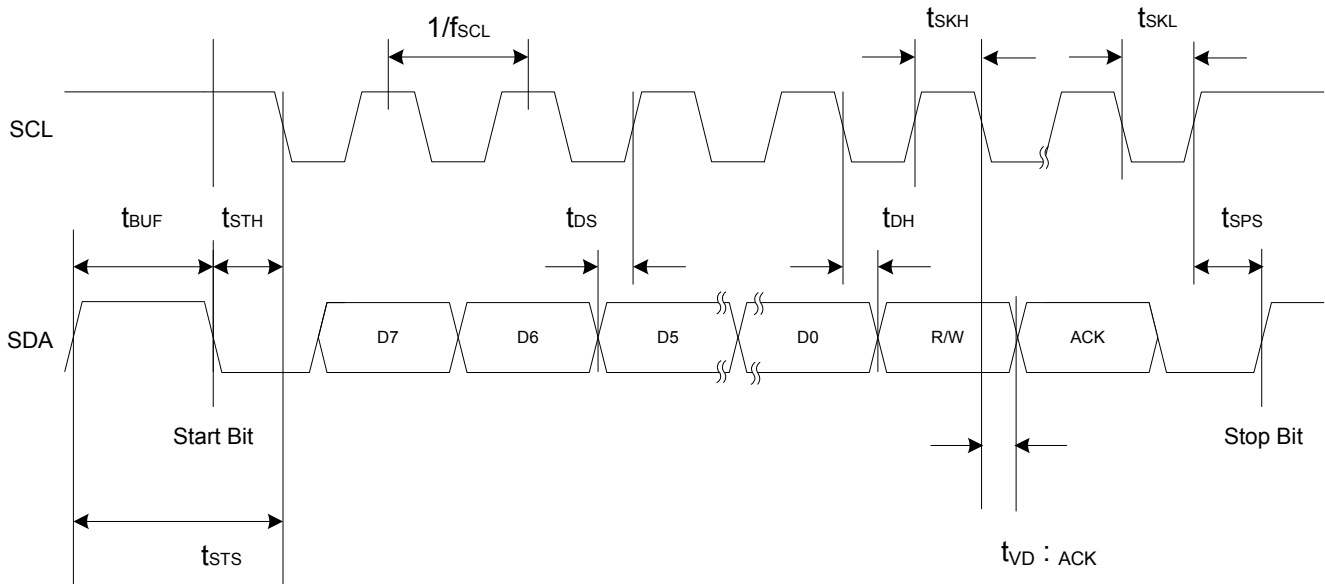 1/fSCL
tSKH
tSKL
SCL
tBUF
tSTH
tDS
tDH
tSPS
SDA
D7
D6
D5
D0
R/W
ACK
Start Bit
Stop Bit
tSTS
tVD : ACK